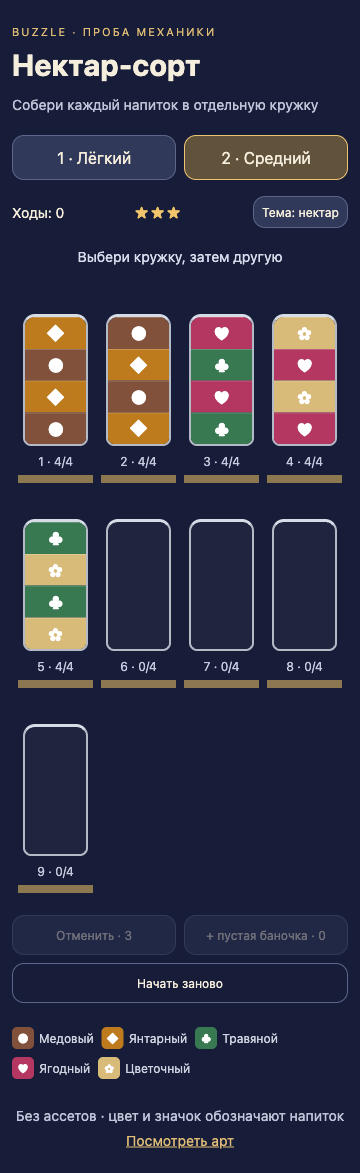 BUZZLE · ПРОБА МЕХАНИКИ
Нектар-сорт
Собери каждый напиток в отдельную кружку
1 · Лёгкий
2 · Средний
Ходы: 0
Тема: нектар
Выбери кружку, затем другую
1 · 4/4
2 · 4/4
3 · 4/4
4 · 4/4
5 · 4/4
6 · 0/4
7 · 0/4
8 · 0/4
9 · 0/4
Отменить · 3
+ пустая баночка · 0
Начать заново
Медовый
Янтарный
Травяной
Ягодный
Цветочный
Без ассетов · цвет и значок обозначают напиток
Посмотреть арт